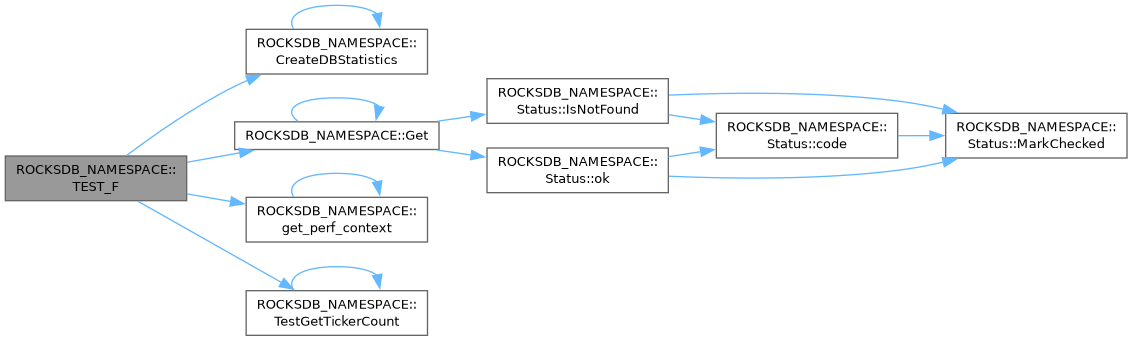 ROCKSDB_NAMESPACE::
TEST_F
ROCKSDB_NAMESPACE::
CreateDBStatistics
ROCKSDB_NAMESPACE::Get
ROCKSDB_NAMESPACE::
Status::IsNotFound
ROCKSDB_NAMESPACE::
Status::code
ROCKSDB_NAMESPACE::
Status::MarkChecked
ROCKSDB_NAMESPACE::
Status::ok
ROCKSDB_NAMESPACE::
get_perf_context
ROCKSDB_NAMESPACE::
TestGetTickerCount